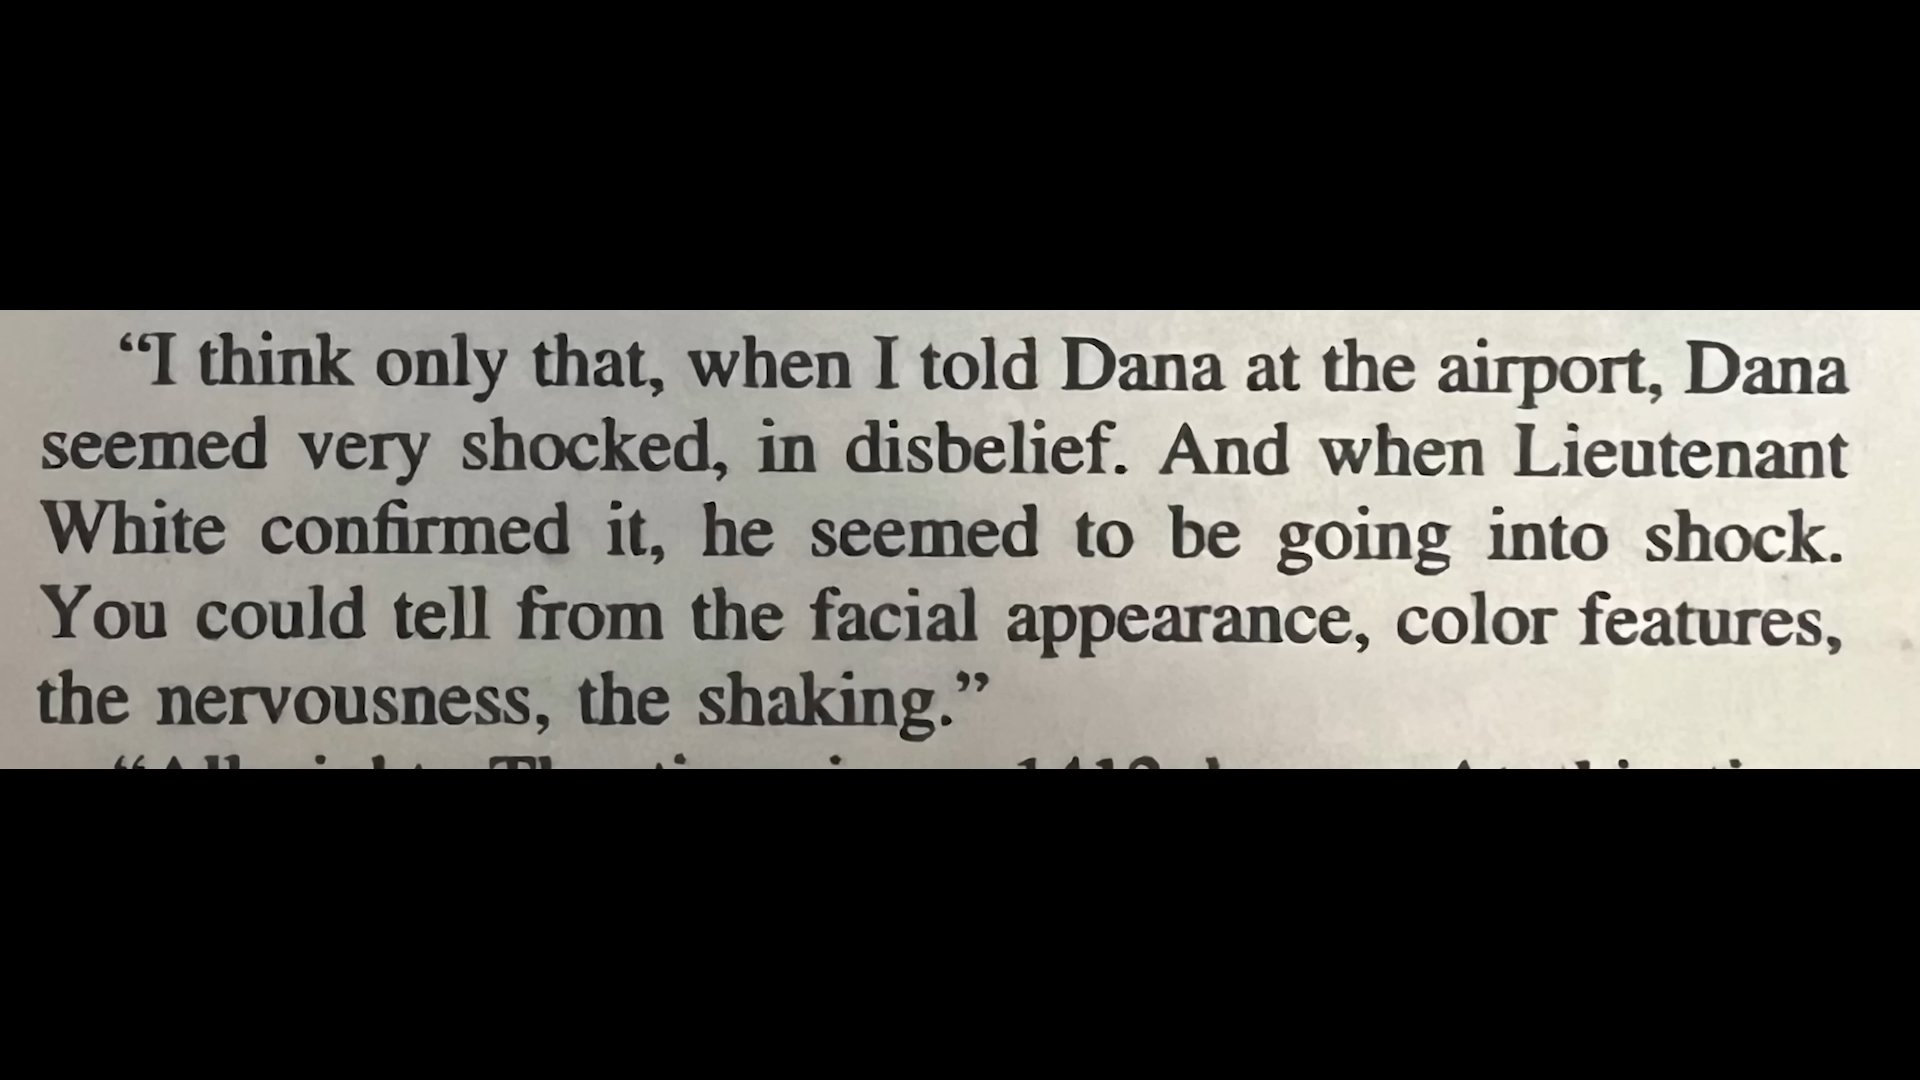 “I think only that, when I told Dana at the airport, Dana
seemed very shocked, in disbelief. And when Lieutenant
White confirmed it, he seemed to be going into shock.
You could tell from the facial appearance, color features,
the nervousness, the shaking.”